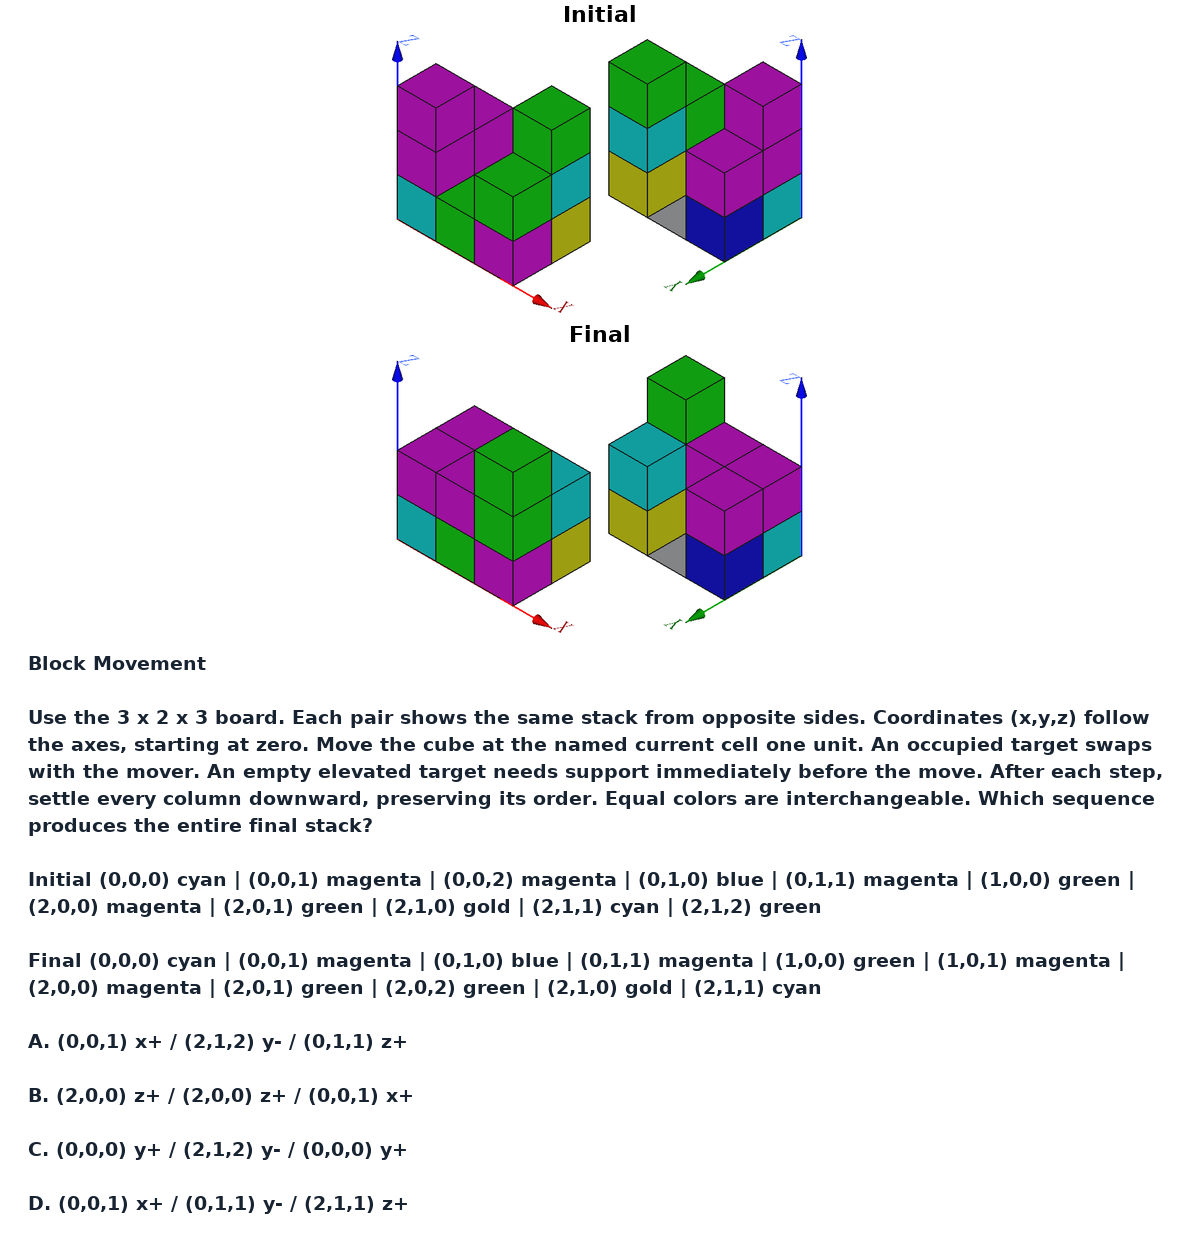 Initial
Z
Z
X
Y
Final
Z
Z
X
Y
Block Movement
Use the 3 x 2 x 3 board. Each pair shows the same stack from opposite sides. Coordinates (x,y,z) follow
the axes, starting at zero. Move the cube at the named current cell one unit. An occupied target swaps
with the mover. An empty elevated target needs support immediately before the move. After each step,
settle every column downward, preserving its order. Equal colors are interchangeable. Which sequence
produces the entire final stack?
Initial (0,0,0) cyan | (0,0,1) magenta | (0,0,2) magenta | (0,1,0) blue | (0,1,1) magenta | (1,0,0) green |
(2,0,0) magenta | (2,0,1) green | (2,1,0) gold | (2,1,1) cyan | (2,1,2) green
Final (0,0,0) cyan | (0,0,1) magenta | (0,1,0) blue | (0,1,1) magenta | (1,0,0) green | (1,0,1) magenta |
(2,0,0) magenta | (2,0,1) green | (2,0,2) green | (2,1,0) gold | (2,1,1) cyan
A. (0,0,1) x+ / (2,1,2) y- / (0,1,1) z+
B. (2,0,0) z+ / (2,0,0) z+ / (0,0,1) x+
C. (0,0,0) y+ / (2,1,2) y- / (0,0,0) y+
D. (0,0,1) x+ / (0,1,1) y- / (2,1,1) z+